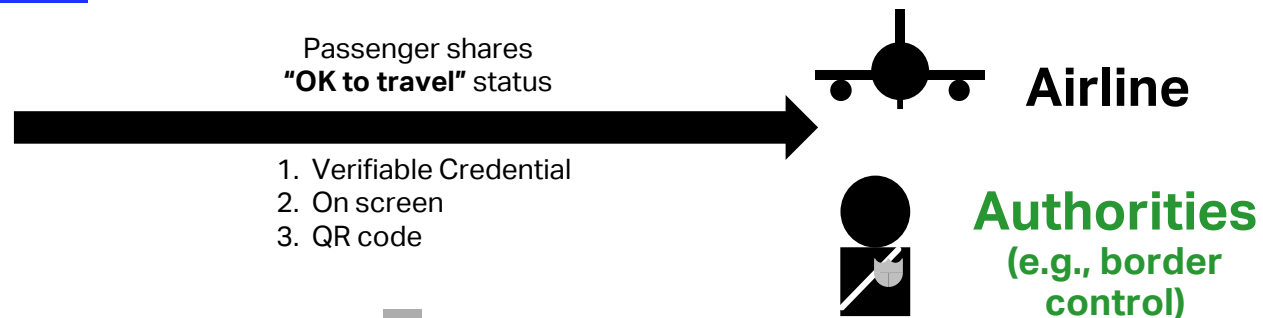 Passenger shares
“OK to travel” status
1. Verifiable Credential
2. On screen
3. QR code
Airline
Authorities
(e.g., border
control)